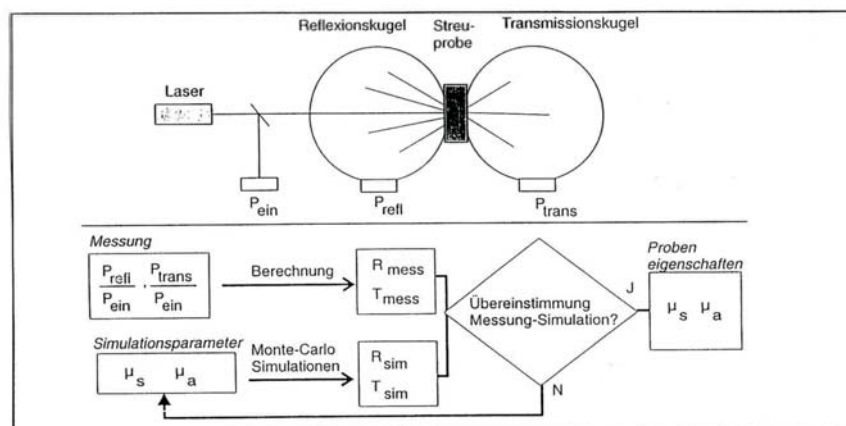 Reflexionskugel
Streu-
probe
Transmissionskugel
Laser
P_ein
P_refl
P_trans
Messung
P_refl / P_ein , P_trans / P_ein
Berechnung
R_mess
T_mess
Übereinstimmung
Messung-Simulation?
J
N
Proben
eigenschaften
μ_s μ_a
Simulationsparameter
μ_s μ_a
Monte-Carlo
Simulationen
R_sim
T_sim